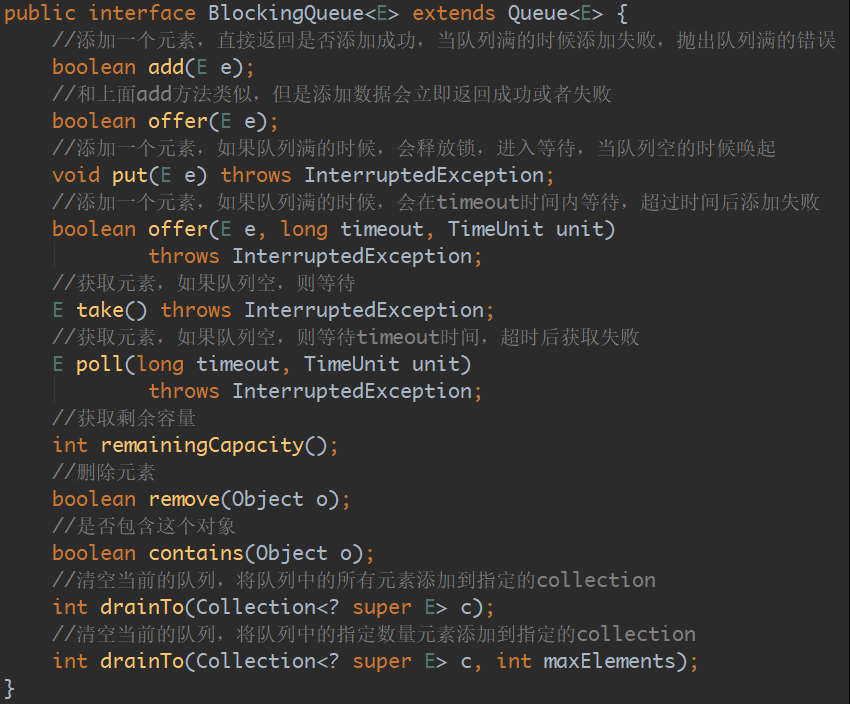 public interface BlockingQueue<E> extends Queue<E> {
    //添加一个元素，直接返回是否添加成功，当队列满的时候添加失败，抛出队列满的错误
    boolean add(E e);
    //和上面add方法类似，但是添加数据会立即返回成功或者失败
    boolean offer(E e);
    //添加一个元素，如果队列满的时候，会释放锁，进入等待，当队列空的时候唤起
    void put(E e) throws InterruptedException;
    //添加一个元素，如果队列满的时候，会在timeout时间内等待，超过时间后添加失败
    boolean offer(E e, long timeout, TimeUnit unit)
            throws InterruptedException;
    //获取元素，如果队列空，则等待
    E take() throws InterruptedException;
    //获取元素，如果队列空，则等待timeout时间，超时后获取失败
    E poll(long timeout, TimeUnit unit)
            throws InterruptedException;
    //获取剩余容量
    int remainingCapacity();
    //删除元素
    boolean remove(Object o);
    //是否包含这个对象
    boolean contains(Object o);
    //清空当前的队列，将队列中的所有元素添加到指定的collection
    int drainTo(Collection<? super E> c);
    //清空当前的队列，将队列中的指定数量元素添加到指定的collection
    int drainTo(Collection<? super E> c, int maxElements);
}